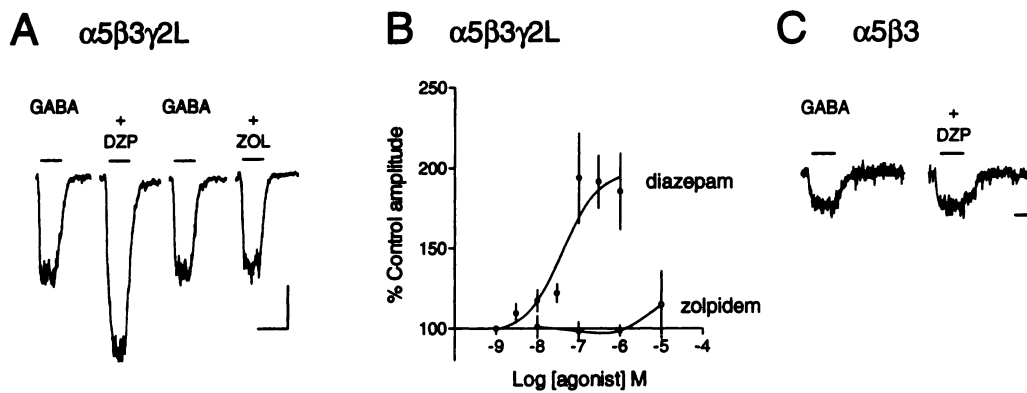 A α5β3γ2L
GABA + DZP GABA + ZOL
B α5β3γ2L
% Control amplitude
250
200
150
100
-9 -8 -7 -6 -5 -4
diazepam
zolpidem
Log [agonist] M
C α5β3
GABA + DZP